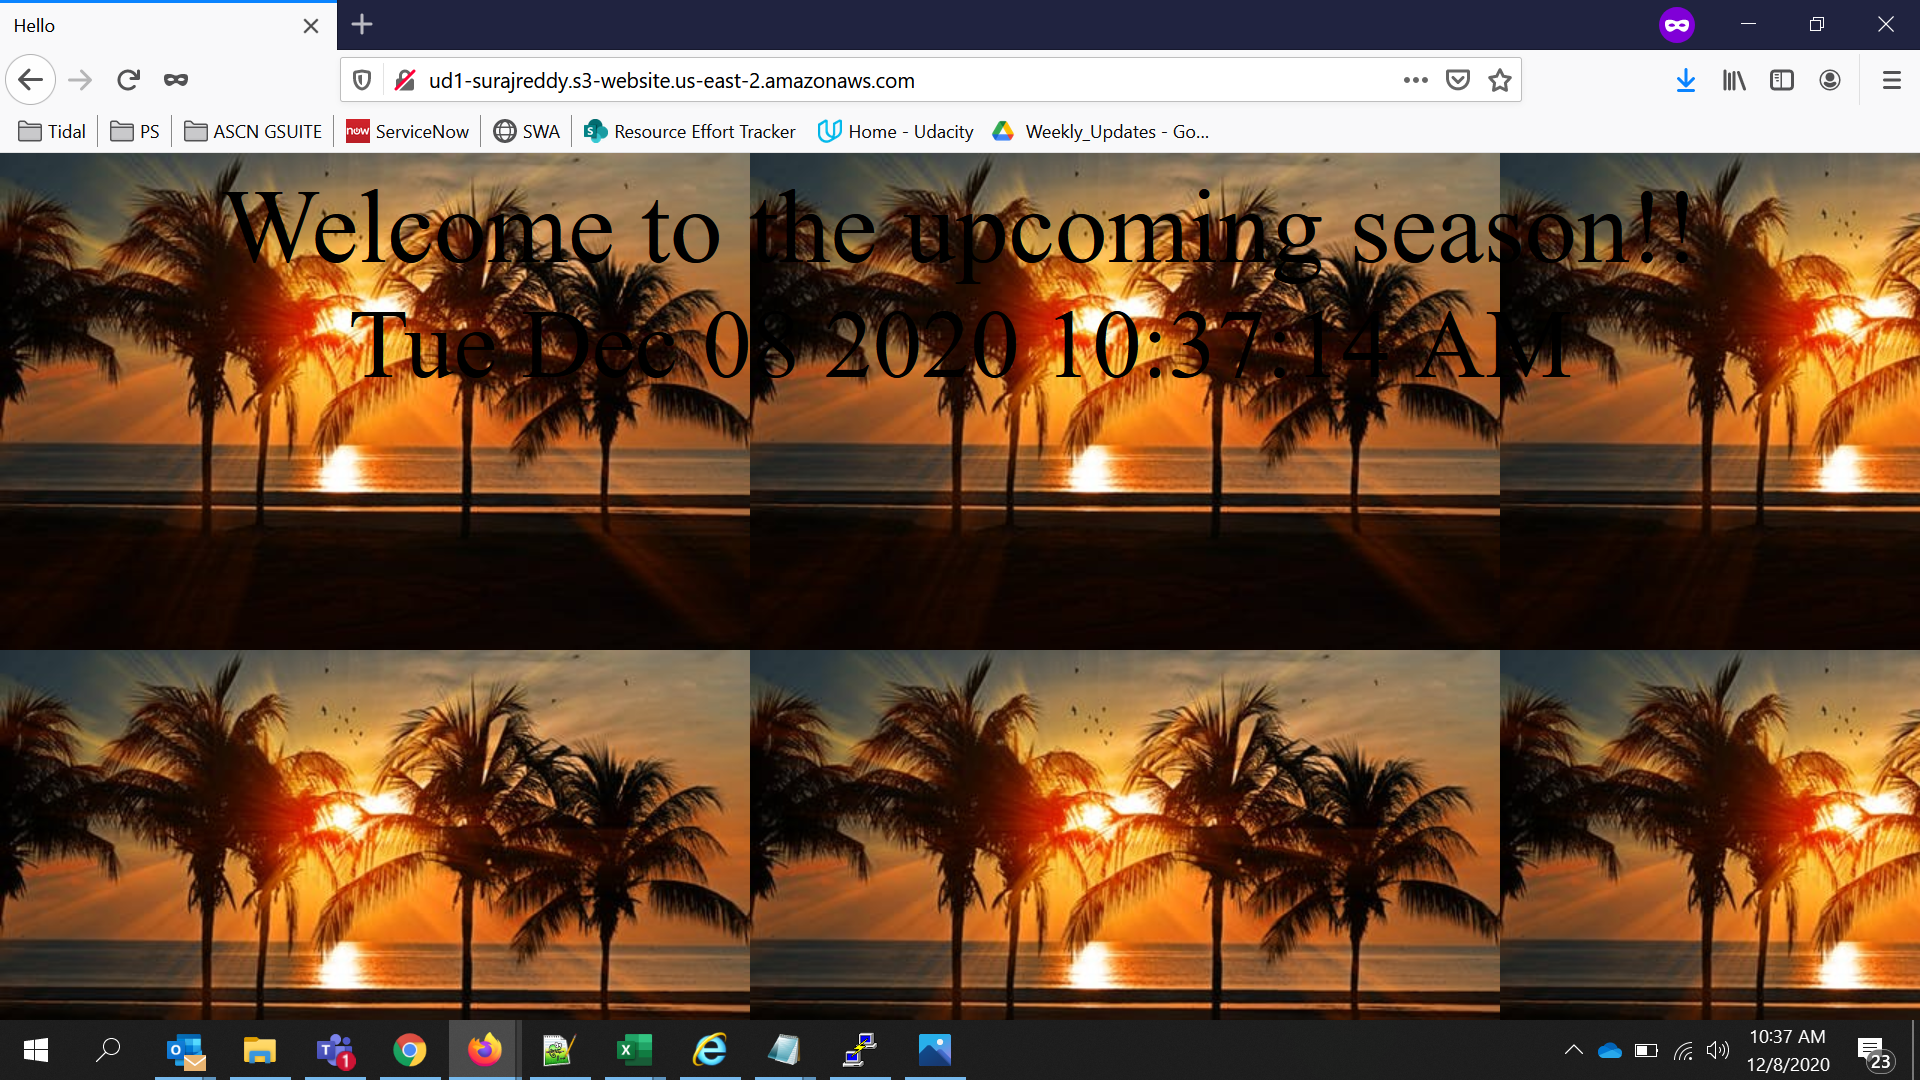 Hello
ud1-surajreddy.s3-website.us-east-2.amazonaws.com
Tidal
PS
ASCN GSUITE
now
ServiceNow
SWA
S
Resource Effort Tracker
Home - Udacity
Weekly_Updates - Go...
Welcome to the upcoming season!!
Tue Dec 08 2020 10:37:14 AM
10:37 AM
12/8/2020
23
1